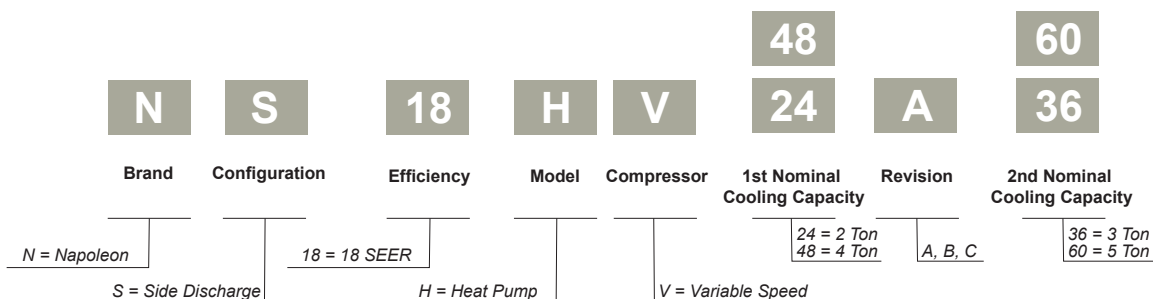 48 60
N S 18 H V 24 A 36
Brand Configuration Efficiency Model Compressor 1st Nominal Revision 2nd Nominal
Cooling Capacity Cooling Capacity
24 = 2 Ton 36 = 3 Ton
N = Napoleon 18 = 18 SEER 48 = 4 Ton A, B, C 60 = 5 Ton
S = Side Discharge H = Heat Pump V = Variable Speed